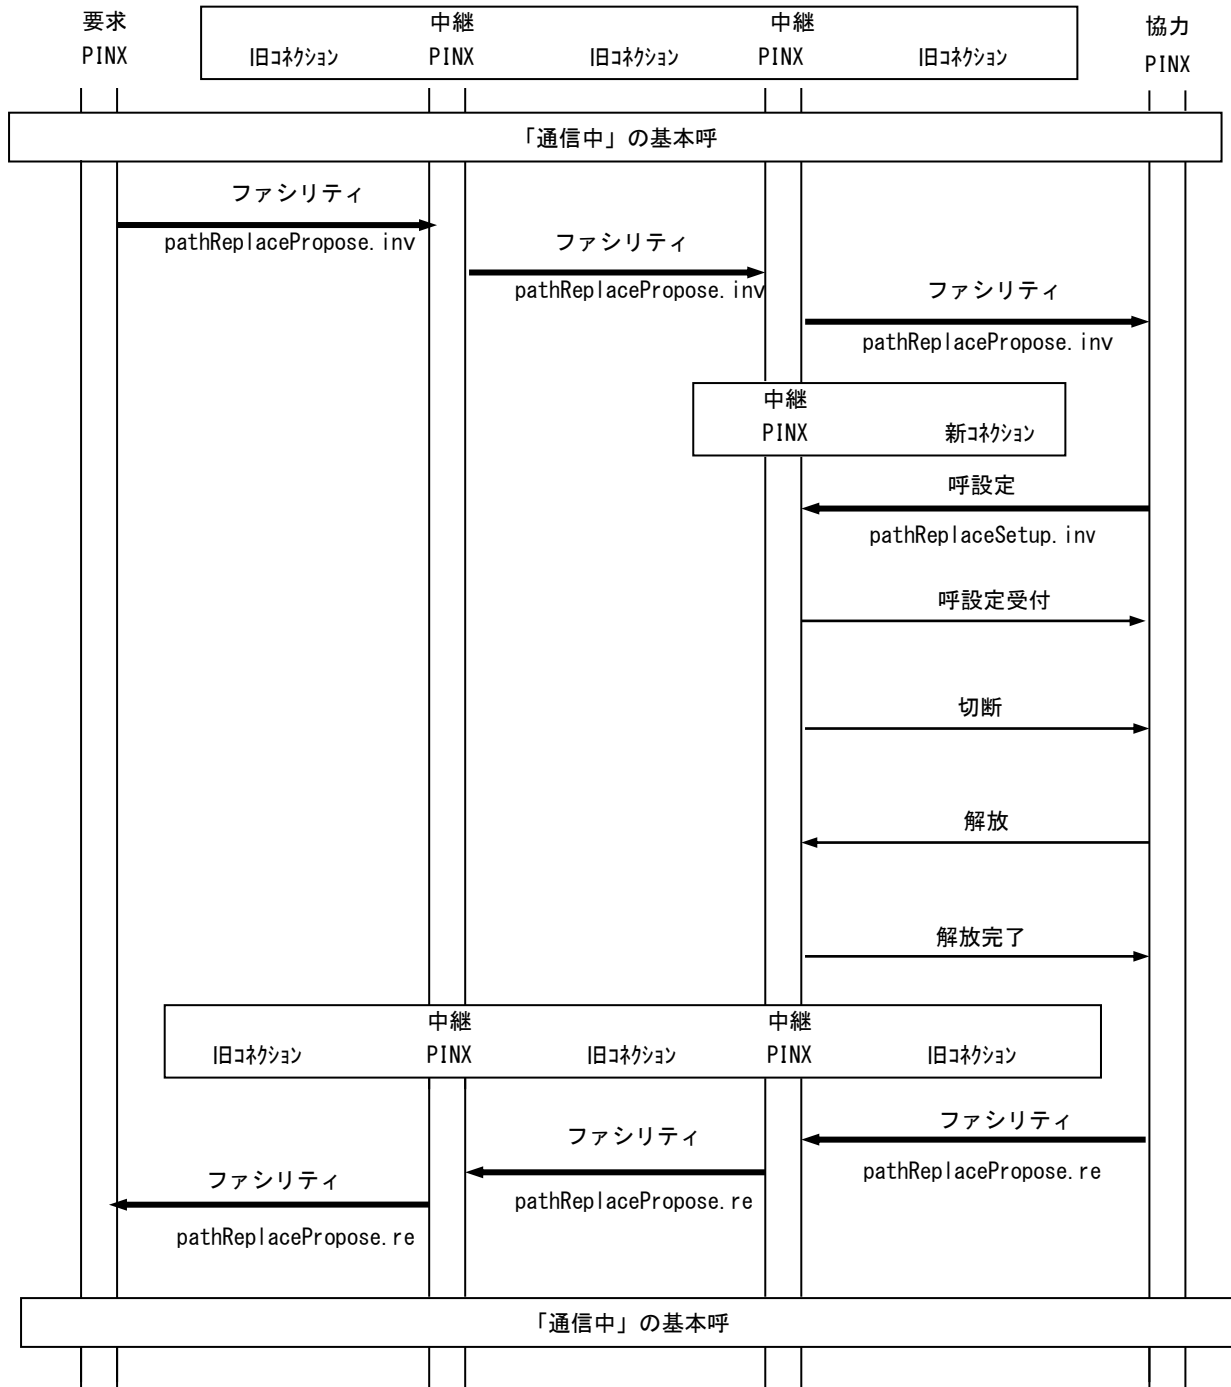 要求 中継 中継 協力
PINX 旧ｺﾈｸｼｮﾝ PINX 旧ｺﾈｸｼｮﾝ PINX 旧ｺﾈｸｼｮﾝ PINX
「通信中」の基本呼
ファシリティ
pathReplacePropose.inv
ファシリティ
pathReplacePropose.inv
ファシリティ
pathReplacePropose.inv
中継
PINX 新ｺﾈｸｼｮﾝ
呼設定
pathReplaceSetup.inv
呼設定受付
切断
解放
解放完了
中継 中継
旧ｺﾈｸｼｮﾝ PINX 旧ｺﾈｸｼｮﾝ PINX 旧ｺﾈｸｼｮﾝ
ファシリティ
pathReplacePropose.re
ファシリティ
pathReplacePropose.re
ファシリティ
pathReplacePropose.re
「通信中」の基本呼